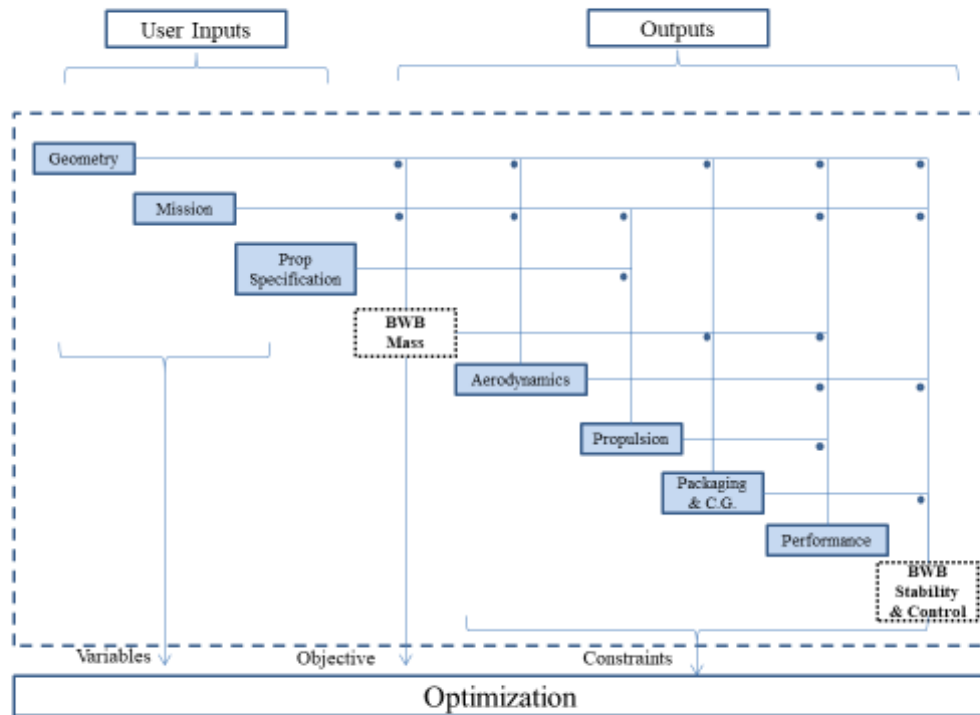 User Inputs
Outputs
Geometry
Mission
Prop
Specification
BWB
Mass
Aerodynamics
Propulsion
Packaging
& C.G.
Performance
BWB
Stability
& Control
Variables
Objective
Constraints
Optimization